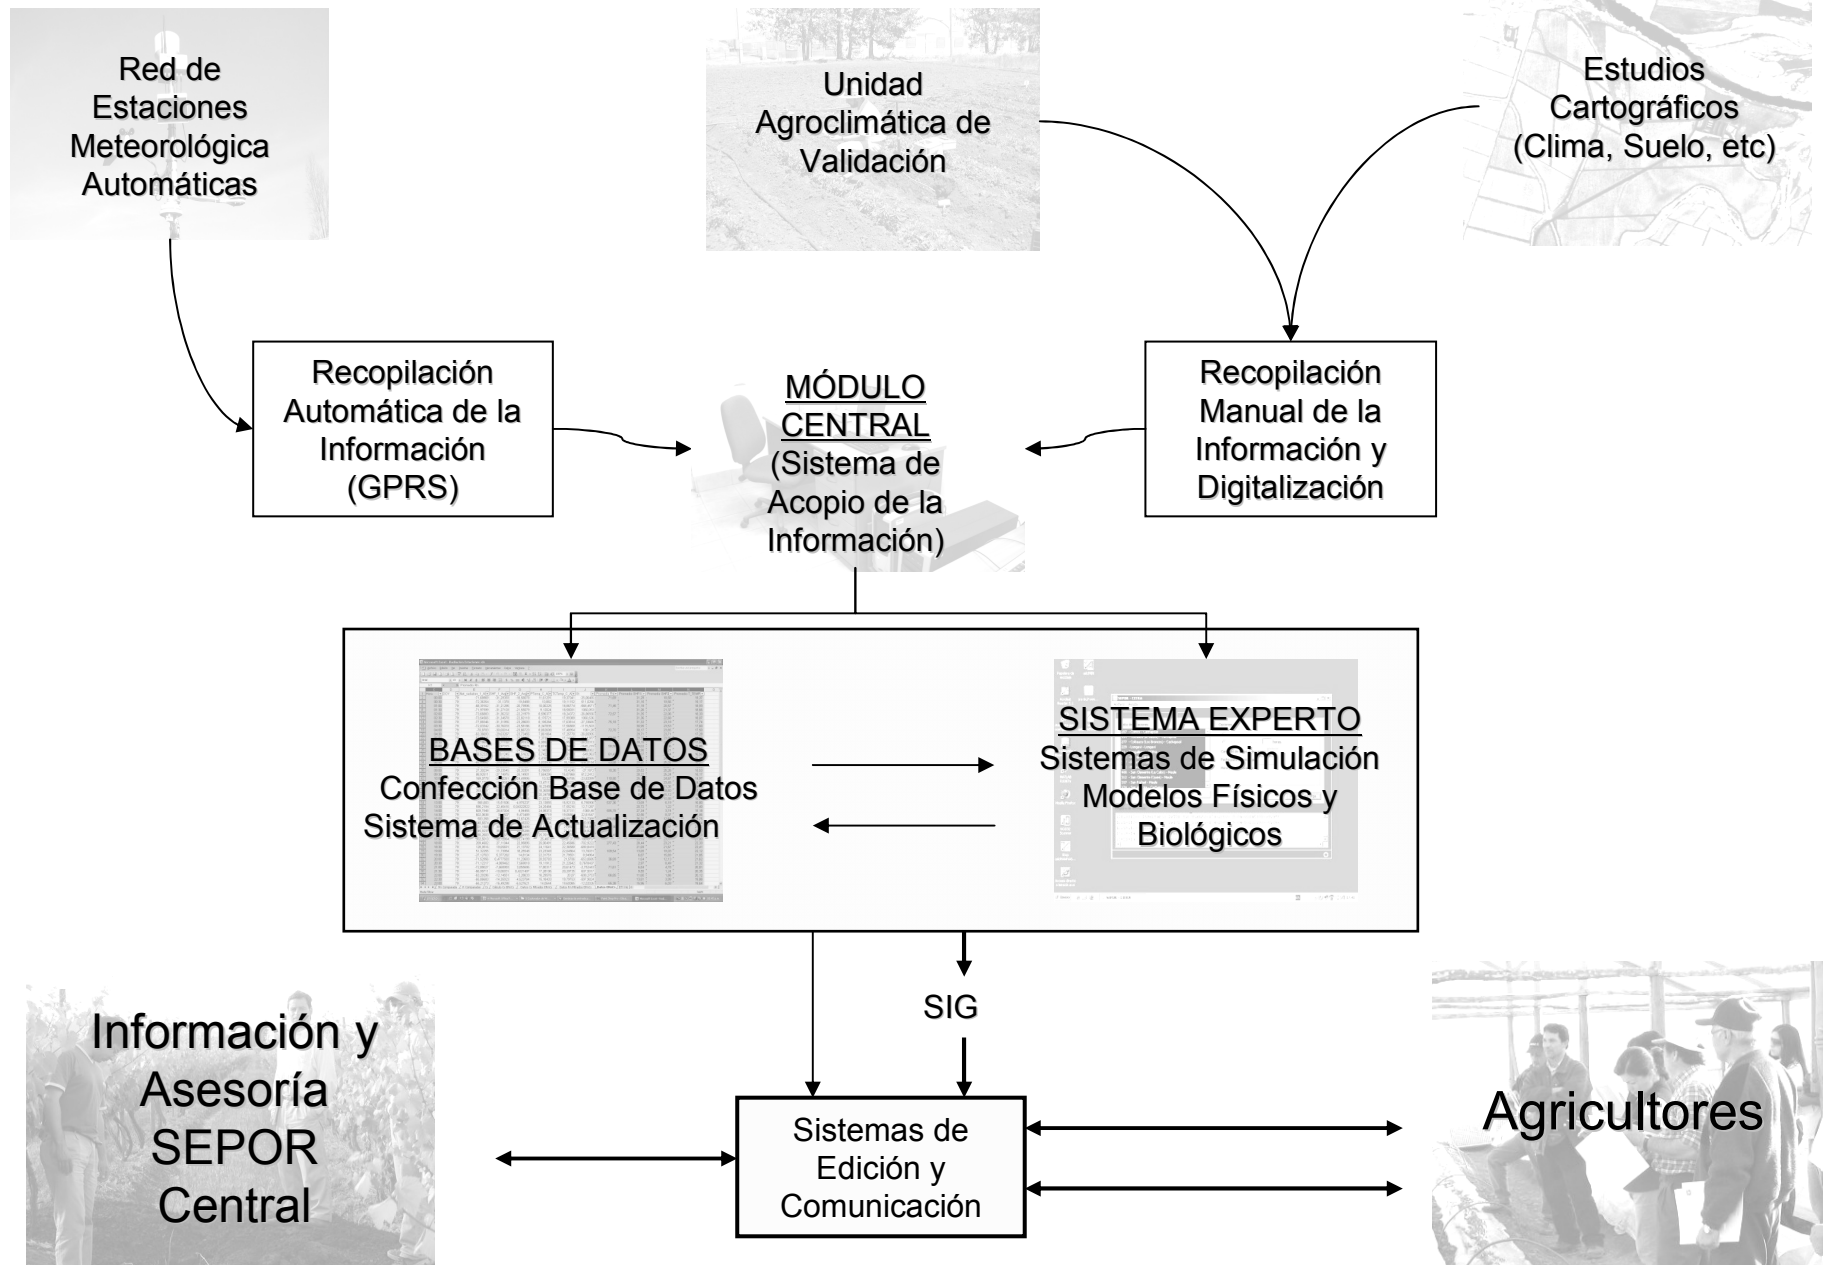 Red de
Estaciones
Meteorológica
Automáticas
Unidad
Agroclimática de
Validación
Estudios
Cartográficos
(Clima, Suelo, etc)
Recopilación
Automática de la
Información
(GPRS)
MÓDULO
CENTRAL
(Sistema de
Acopio de la
Información)
Recopilación
Manual de la
Información y
Digitalización
BASES DE DATOS
Confección Base de Datos
Sistema de Actualización
SISTEMA EXPERTO
Sistemas de Simulación
Modelos Físicos y
Biológicos
SIG
Información y
Asesoría
SEPOR
Central
Sistemas de
Edición y
Comunicación
Agricultores